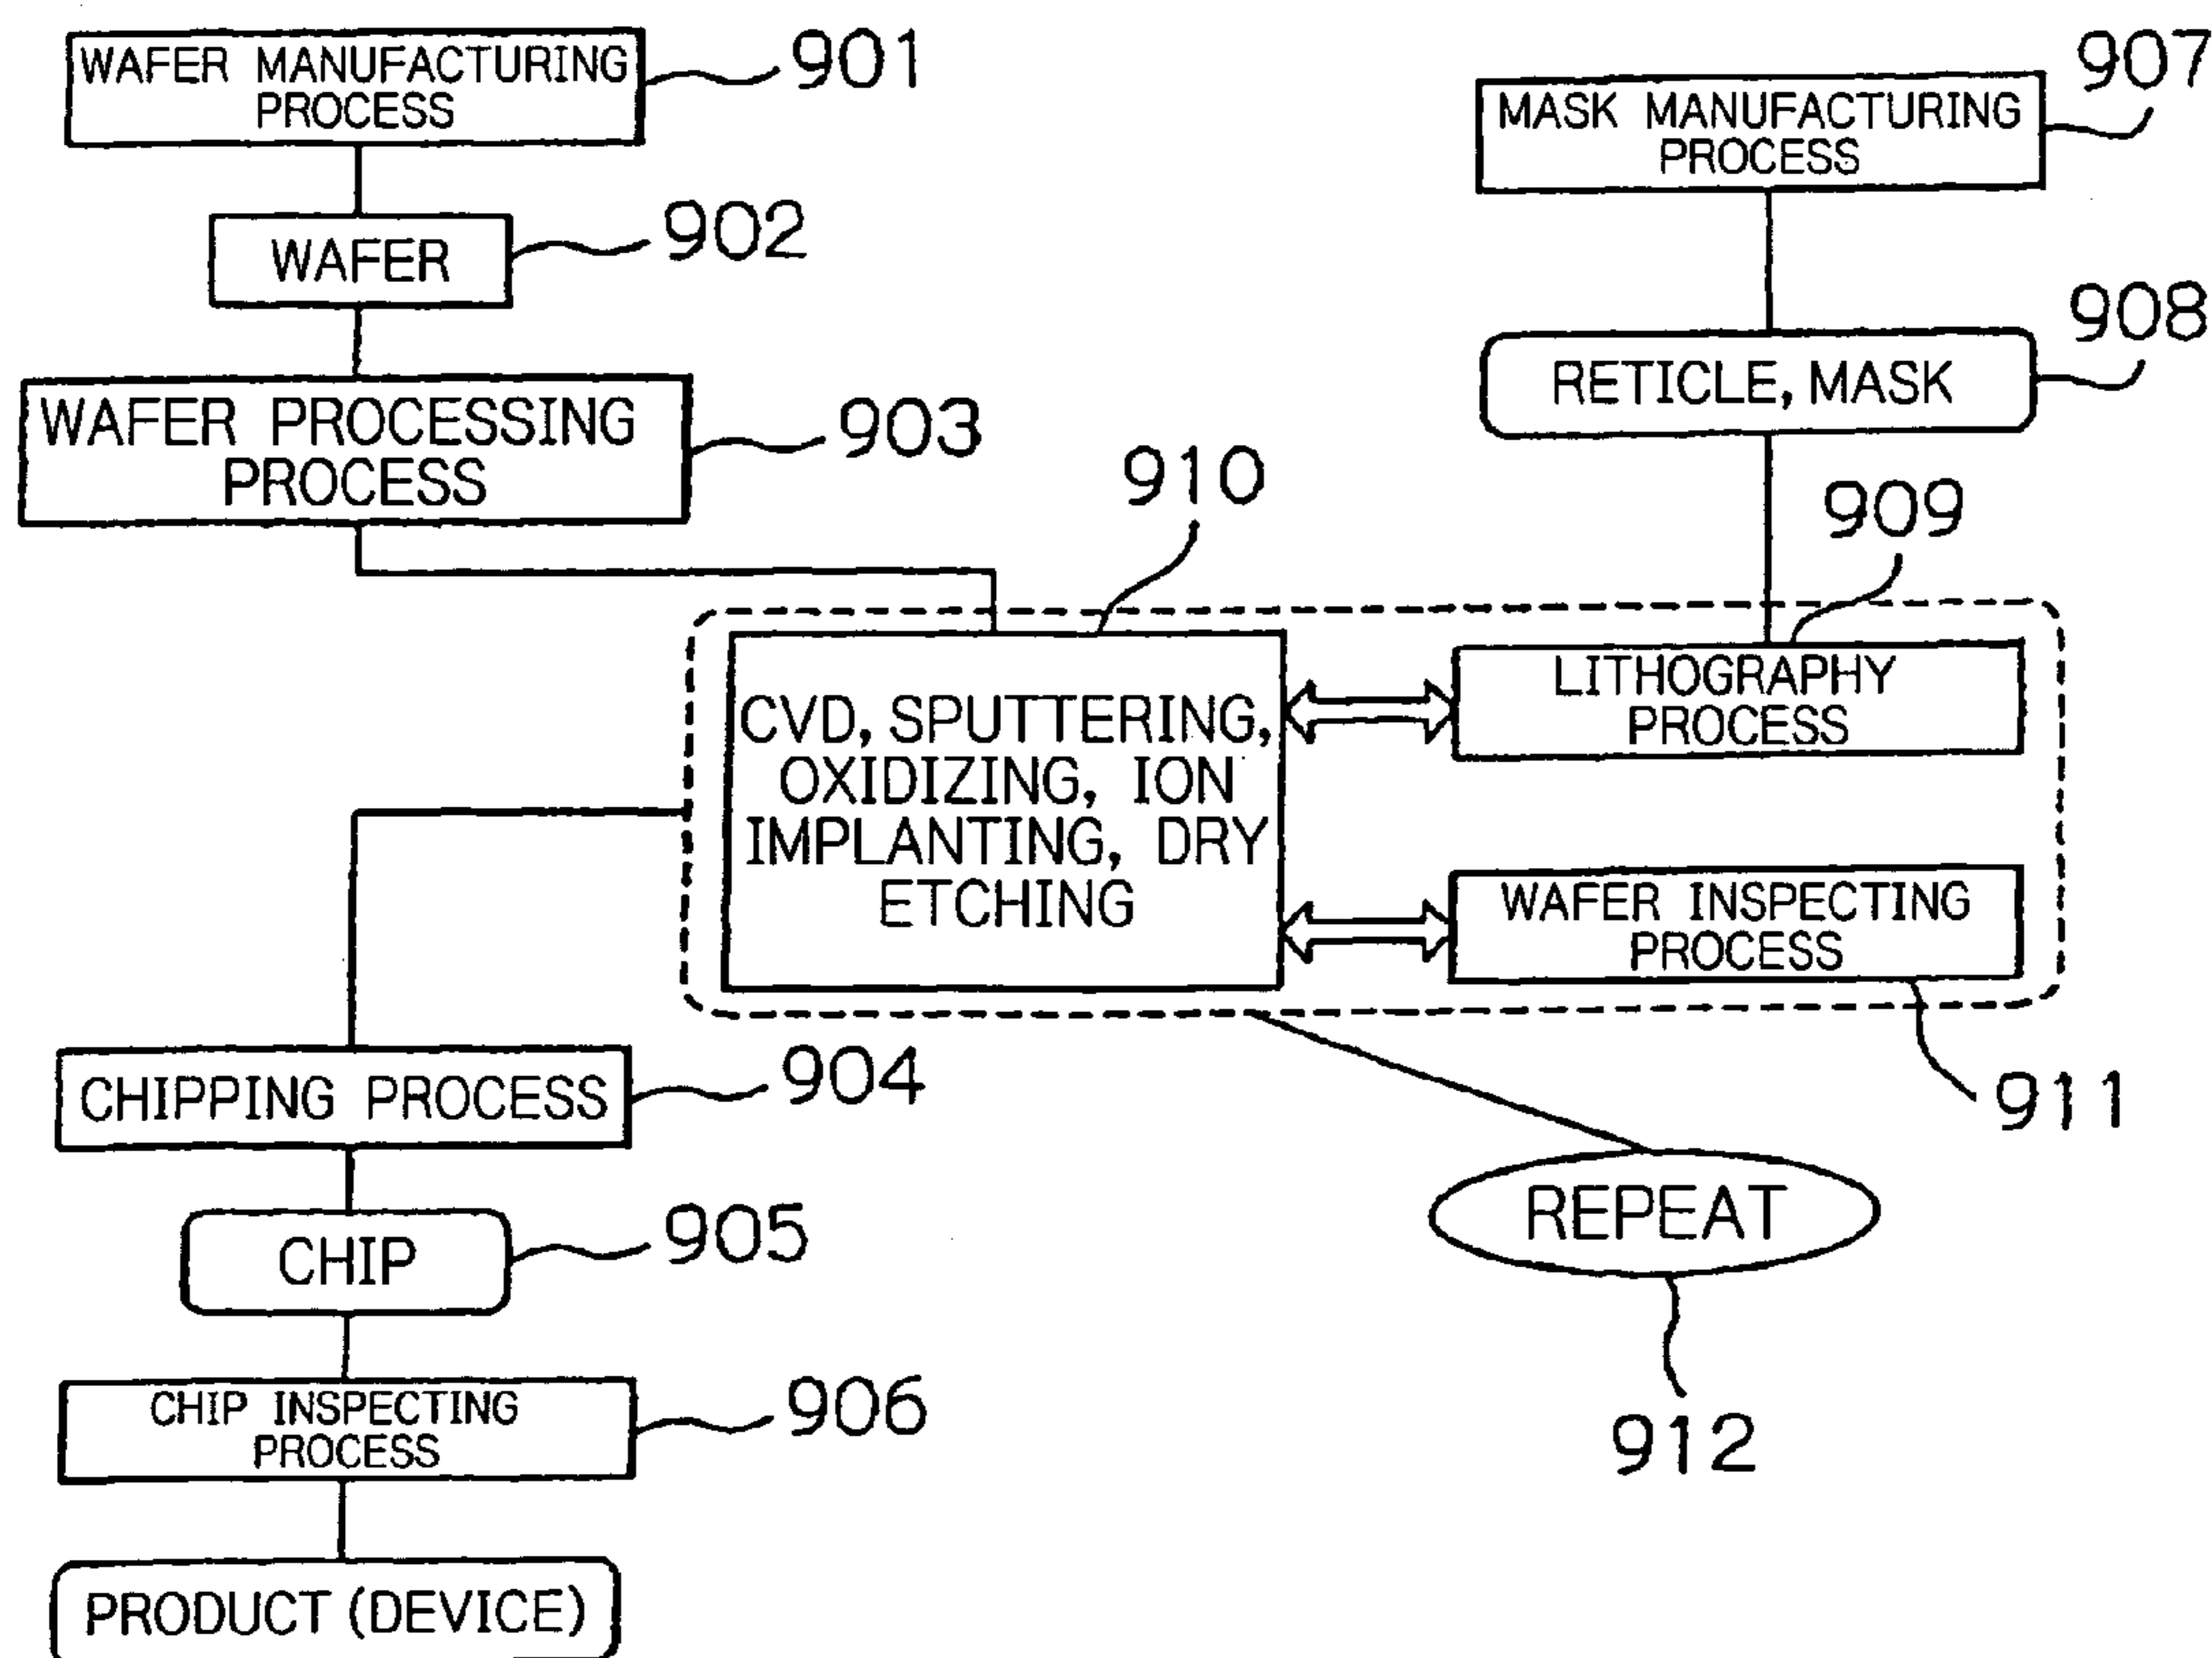 WAFER MANUFACTURING
PROCESS
901
WAFER
902
WAFER PROCESSING
PROCESS
903
MASK MANUFACTURING
PROCESS
907
RETICLE, MASK
908
910
909
CVD, SPUTTERING,
OXIDIZING, ION
IMPLANTING, DRY
ETCHING
LITHOGRAPHY
PROCESS
WAFER INSPECTING
PROCESS
911
REPEAT
912
CHIPPING PROCESS
904
CHIP
905
CHIP INSPECTING
PROCESS
906
PRODUCT (DEVICE)